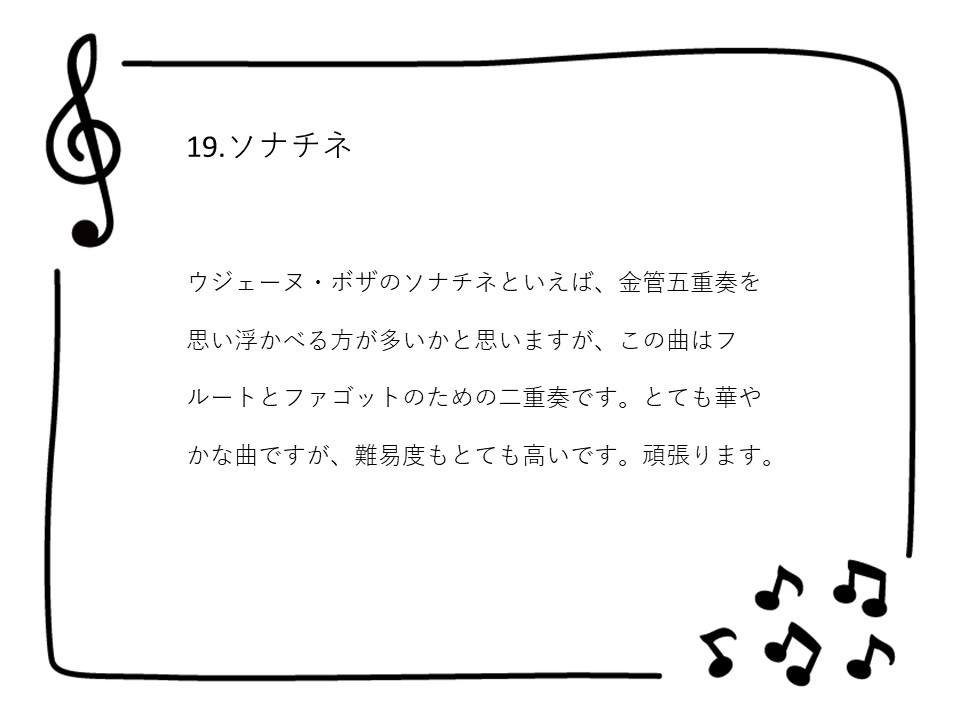 19.ソナチネ
ウジェーヌ・ボザのソナチネといえば、金管五重奏を
思い浮かべる方が多いかと思いますが、この曲はフ
ルートとファゴットのための二重奏です。とても華や
かな曲ですが、難易度もとても高いです。頑張ります。